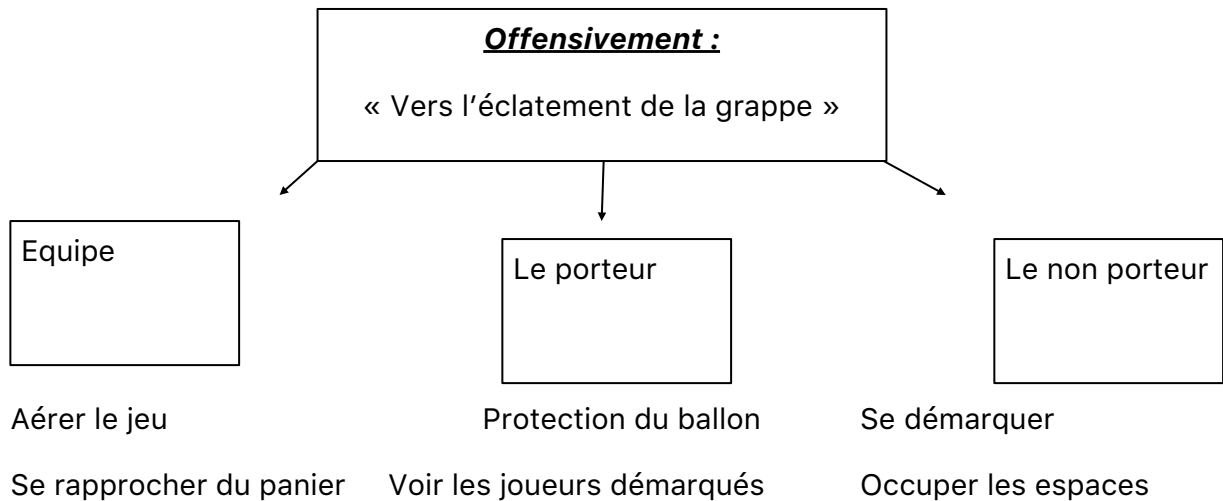 Offensivement :
« Vers l’éclatement de la grappe »
Equipe
Le porteur
Le non porteur
Aérer le jeu
Protection du ballon
Se démarquer
Se rapprocher du panier
Voir les joueurs démarqués
Occuper les espaces